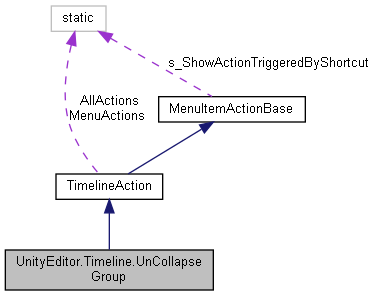 static
s_ShowActionTriggeredByShortcut
AllActions
MenuActions
MenuItemActionBase
TimelineAction
UnityEditor.Timeline.UnCollapse
Group